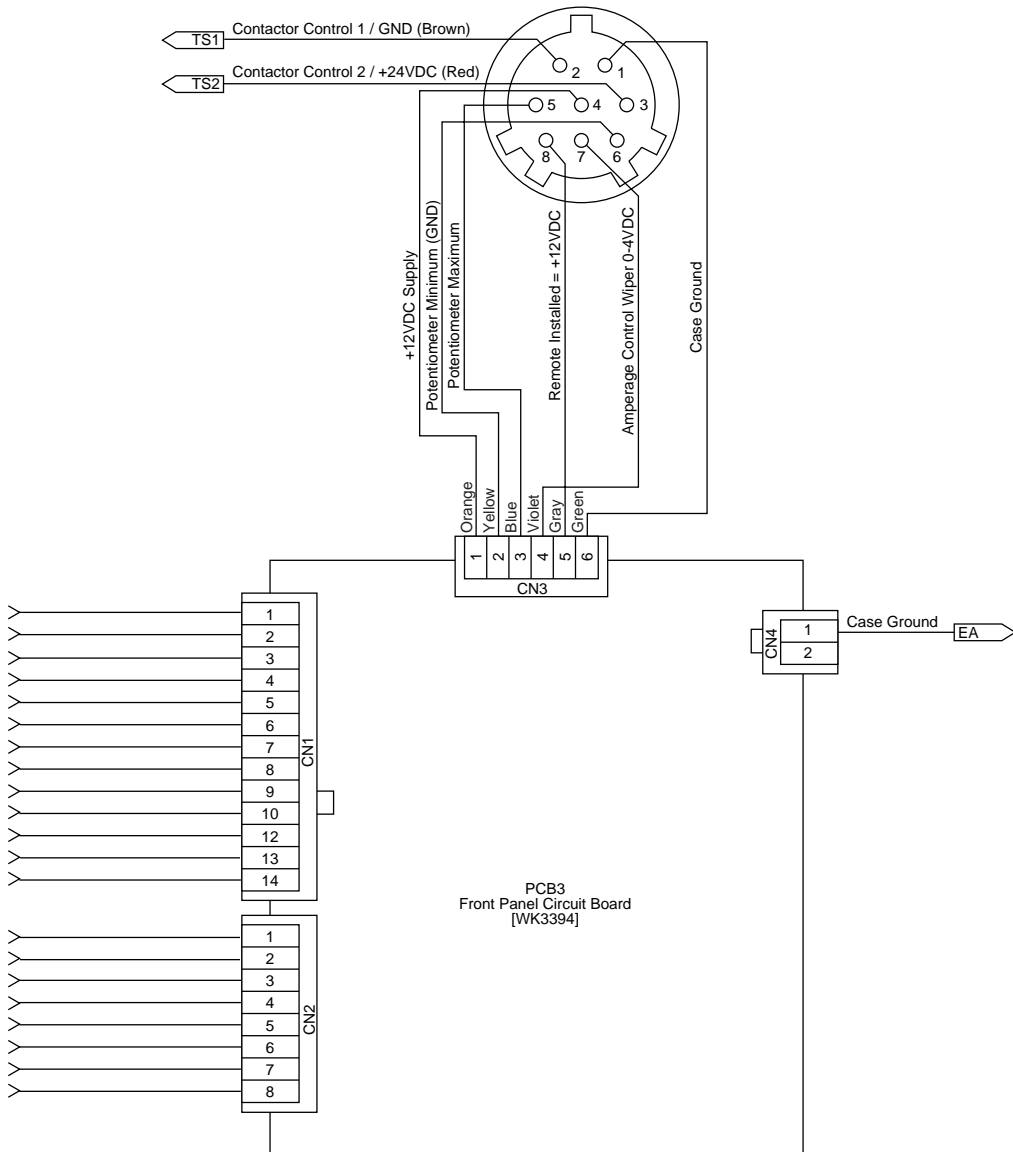 TS1 Contactor Control 1 / GND (Brown)
TS2 Contactor Control 2 / +24VDC (Red)
2 1
5 4 3
8 7 6
+12VDC Supply
Potentiometer Minimum (GND)
Potentiometer Maximum
Remote Installed = +12VDC
Amperage Control Wiper 0-4VDC
Case Ground
Orange
Yellow
Blue
Violet
Gray
Green
1 2 3 4 5 6
CN3
1
2
3
4
5
6
7
8
9
10
12
13
14
CN1
CN4
1
2
Case Ground
EA
PCB3
Front Panel Circuit Board
[WK3394]
1
2
3
4
5
6
7
8
CN2